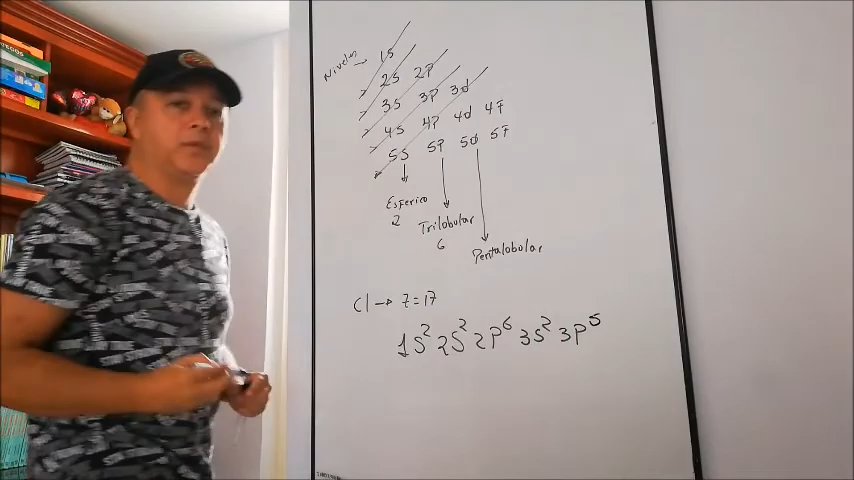 Niveles → 1S
2S 2P
3S 3P 3d
4S 4P 4d 4F
5S 5P 5d 5F
Esferico
2
Trilobular
6
Pentalobular
Cl → Z=17
1S² 2S² 2P⁶ 3S² 3P⁵